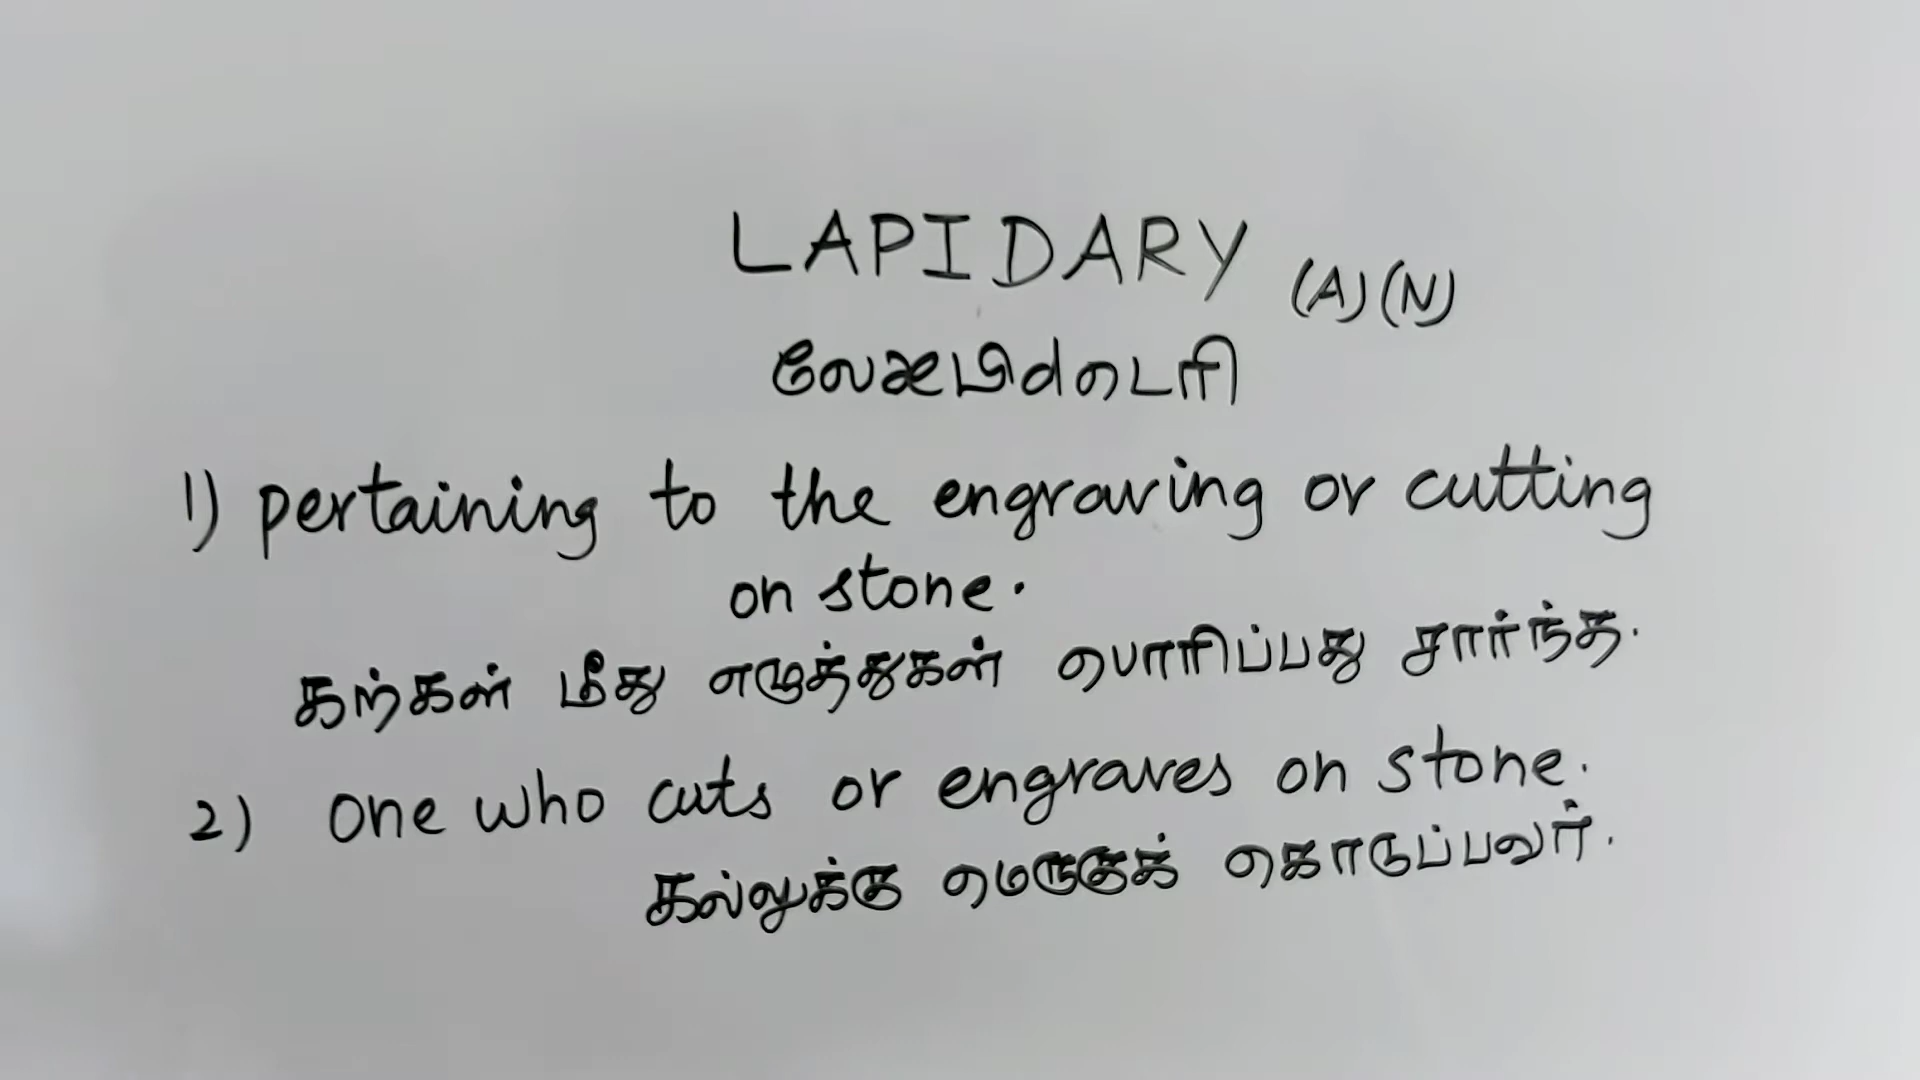 LAPIDARY (A) (N)
லேஐபிடெரி
1) pertaining to the engraving or cutting
on stone.
கற்கள் மீது எழுத்துகள் பொரிப்பது சார்ந்த.
2) one who cuts or engraves on stone.
கல்லுக்கு மெருகுக் கொடுப்பவர்.